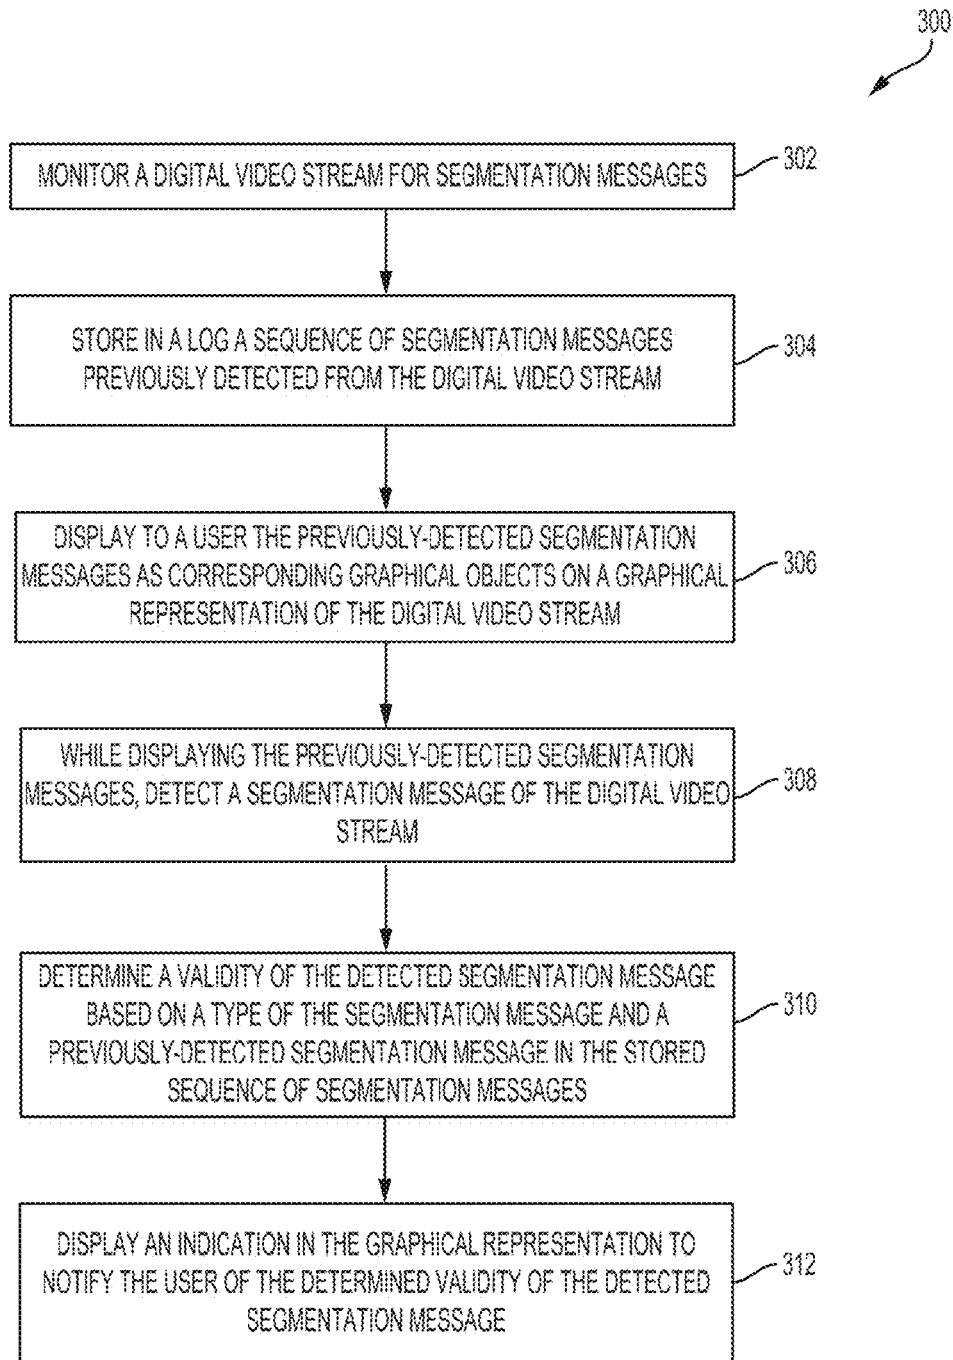 300
MONITOR A DIGITAL VIDEO STREAM FOR SEGMENTATION MESSAGES
302
STORE IN A LOG A SEQUENCE OF SEGMENTATION MESSAGES
PREVIOUSLY DETECTED FROM THE DIGITAL VIDEO STREAM
304
DISPLAY TO A USER THE PREVIOUSLY-DETECTED SEGMENTATION
MESSAGES AS CORRESPONDING GRAPHICAL OBJECTS ON A GRAPHICAL
REPRESENTATION OF THE DIGITAL VIDEO STREAM
306
WHILE DISPLAYING THE PREVIOUSLY-DETECTED SEGMENTATION
MESSAGES, DETECT A SEGMENTATION MESSAGE OF THE DIGITAL VIDEO
STREAM
308
DETERMINE A VALIDITY OF THE DETECTED SEGMENTATION MESSAGE
BASED ON A TYPE OF THE SEGMENTATION MESSAGE AND A
PREVIOUSLY-DETECTED SEGMENTATION MESSAGE IN THE STORED
SEQUENCE OF SEGMENTATION MESSAGES
310
DISPLAY AN INDICATION IN THE GRAPHICAL REPRESENTATION TO
NOTIFY THE USER OF THE DETERMINED VALIDITY OF THE DETECTED
SEGMENTATION MESSAGE
312